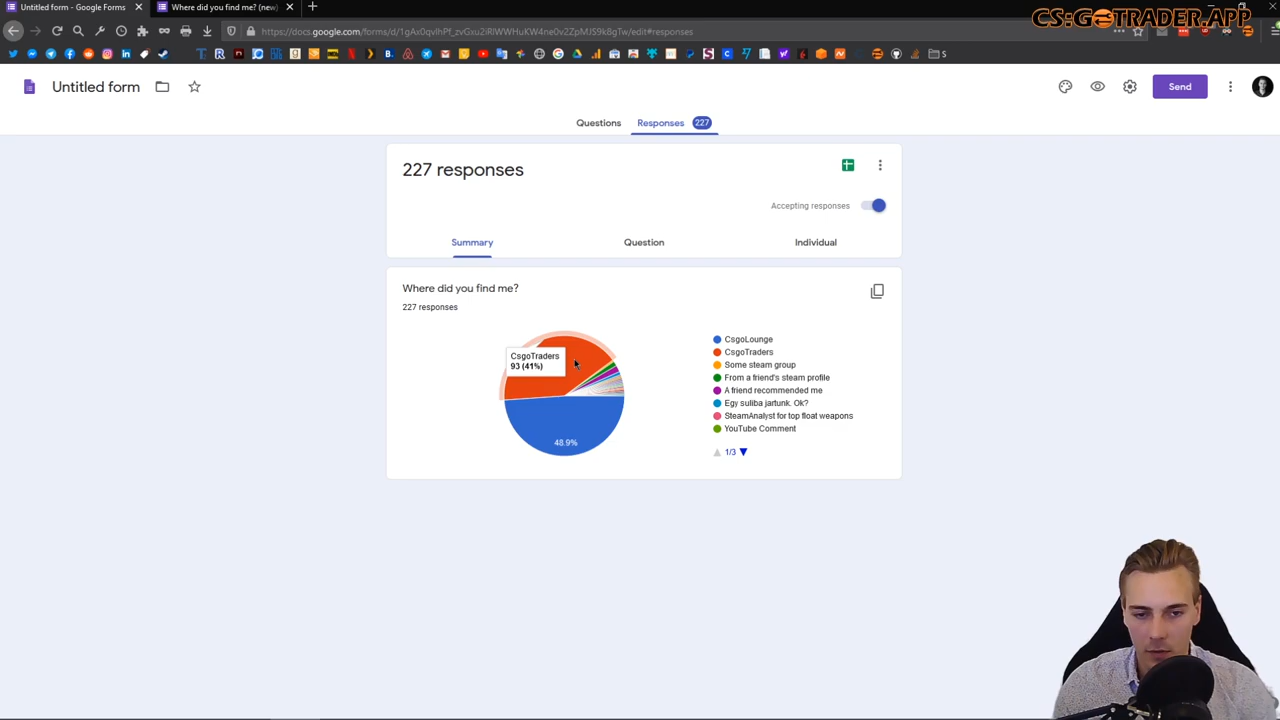 Untitled form - Google Forms
Where did you find me? (new)
CS:GOTRADER.APP
Untitled form
Send
Questions
Responses 227
227 responses
Accepting responses
Summary
Question
Individual
Where did you find me?
227 responses
CsgoTraders
93 (41%)
48.9%
CsgoLounge
CsgoTraders
Some steam group
From a friend's steam profile
A friend recommended me
Egy suliba jartunk. Ok?
SteamAnalyst for top float weapons
YouTube Comment
1/3